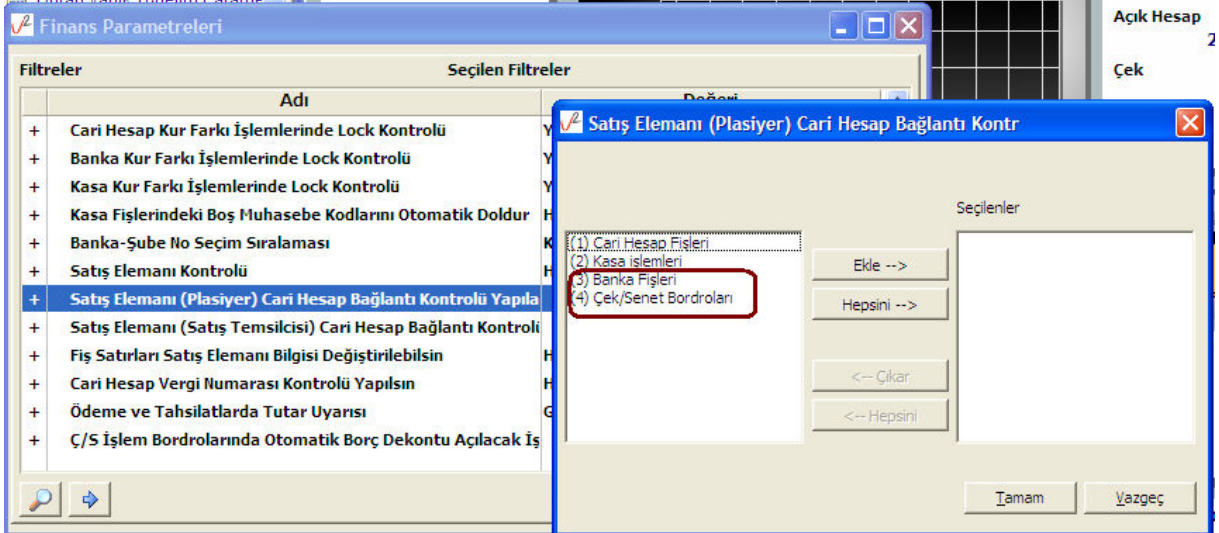 Finans Parametreleri
Açık Hesap
2
Çek
Filtreler
Seçilen Filtreler
Adı
Değeri
+ Cari Hesap Kur Farkı İşlemlerinde Lock Kontrolü Y
+ Banka Kur Farkı İşlemlerinde Lock Kontrolü Y
+ Kasa Kur Farkı İşlemlerinde Lock Kontrolü Y
+ Kasa Fişlerindeki Boş Muhasebe Kodlarını Otomatik Doldur H
+ Banka-Şube No Seçim Sıralaması K
+ Satış Elemanı Kontrolü H
+ Satış Elemanı (Plasiyer) Cari Hesap Bağlantı Kontrolü Yapıla
+ Satış Elemanı (Satış Temsilcisi) Cari Hesap Bağlantı Kontrolü
+ Fiş Satırları Satış Elemanı Bilgisi Değiştirilebilsin H
+ Cari Hesap Vergi Numarası Kontrolü Yapılsın H
+ Ödeme ve Tahsilatlarda Tutar Uyarısı G
+ Ç/S İşlem Bordrolarında Otomatik Borç Dekontu Açılacak İş
Satış Elemanı (Plasiyer) Cari Hesap Bağlantı Kontr
Seçilenler
(1) Cari Hesap Fişleri
(2) Kasa işlemleri
(3) Banka Fişleri
(4) Çek/Senet Bordroları
Ekle -->
Hepsini -->
<-- Çıkar
<-- Hepsini
Tamam
Vazgeç